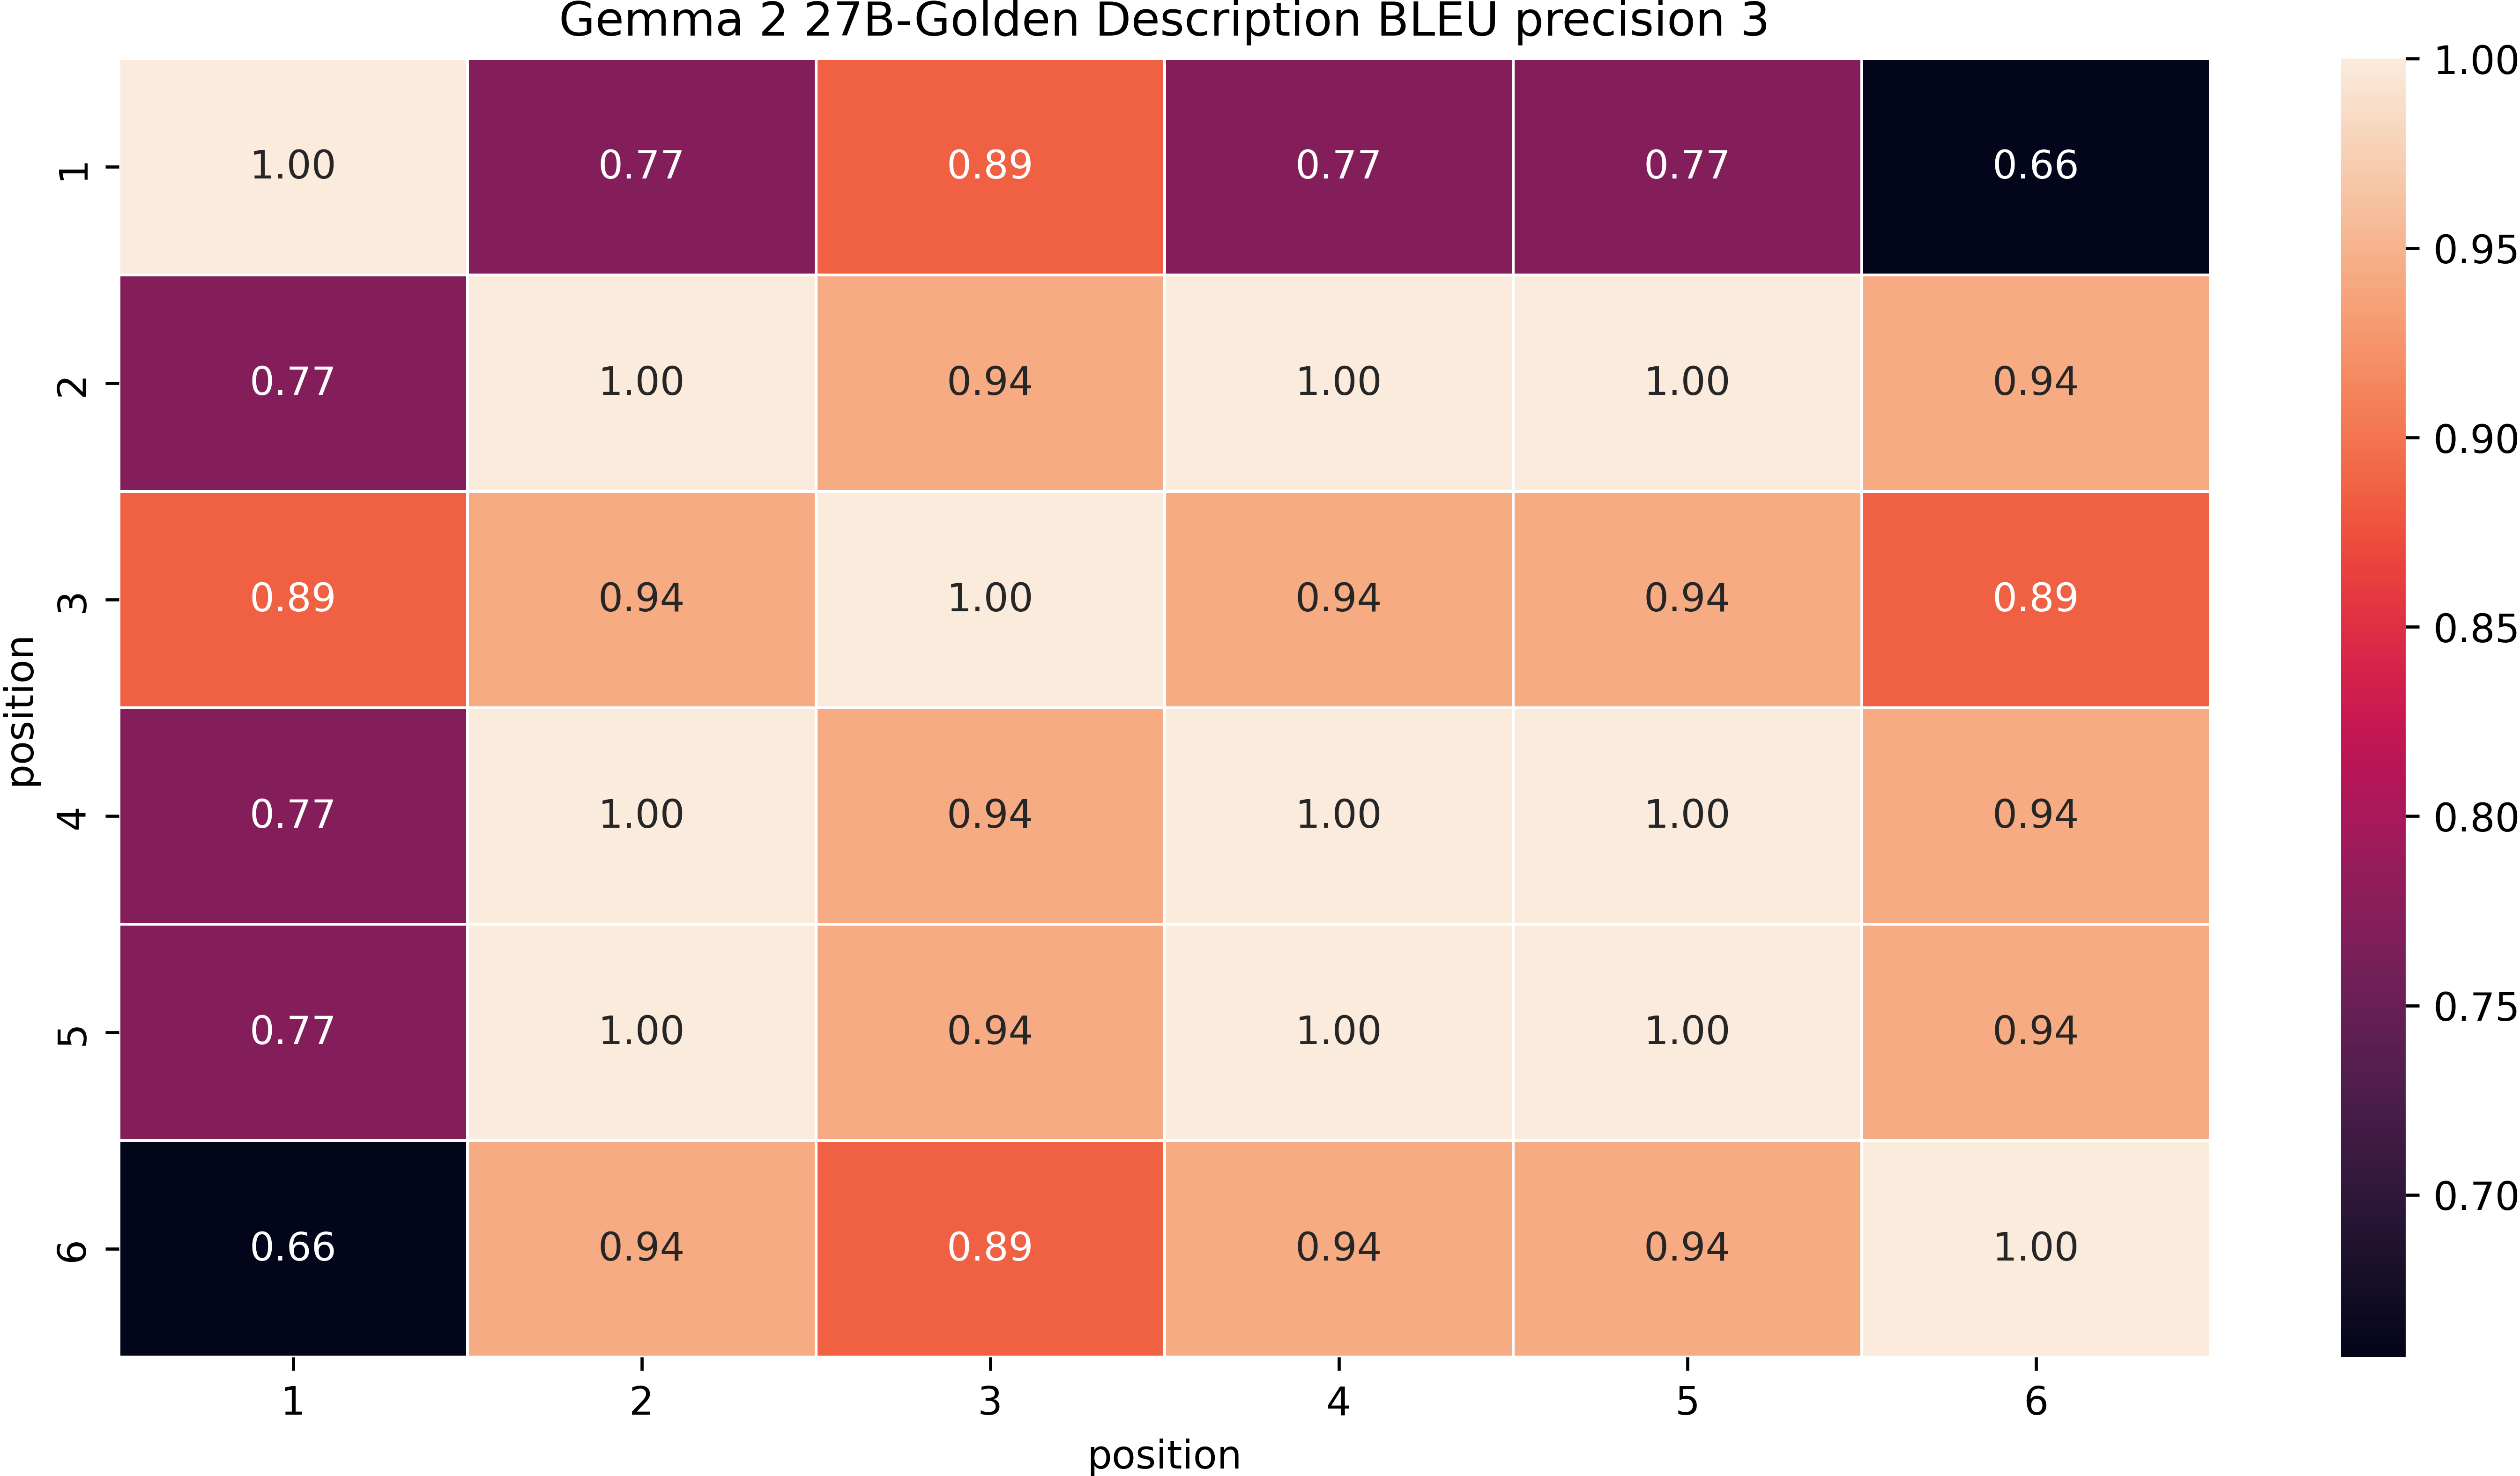 Gemma 2 27B-Golden Description BLEU precision 3
1 1.00 0.77 0.89 0.77 0.77 0.66
2 0.77 1.00 0.94 1.00 1.00 0.94
3 0.89 0.94 1.00 0.94 0.94 0.89
4 0.77 1.00 0.94 1.00 1.00 0.94
5 0.77 1.00 0.94 1.00 1.00 0.94
6 0.66 0.94 0.89 0.94 0.94 1.00
position
1 2 3 4 5 6
position
1.00
0.95
0.90
0.85
0.80
0.75
0.70